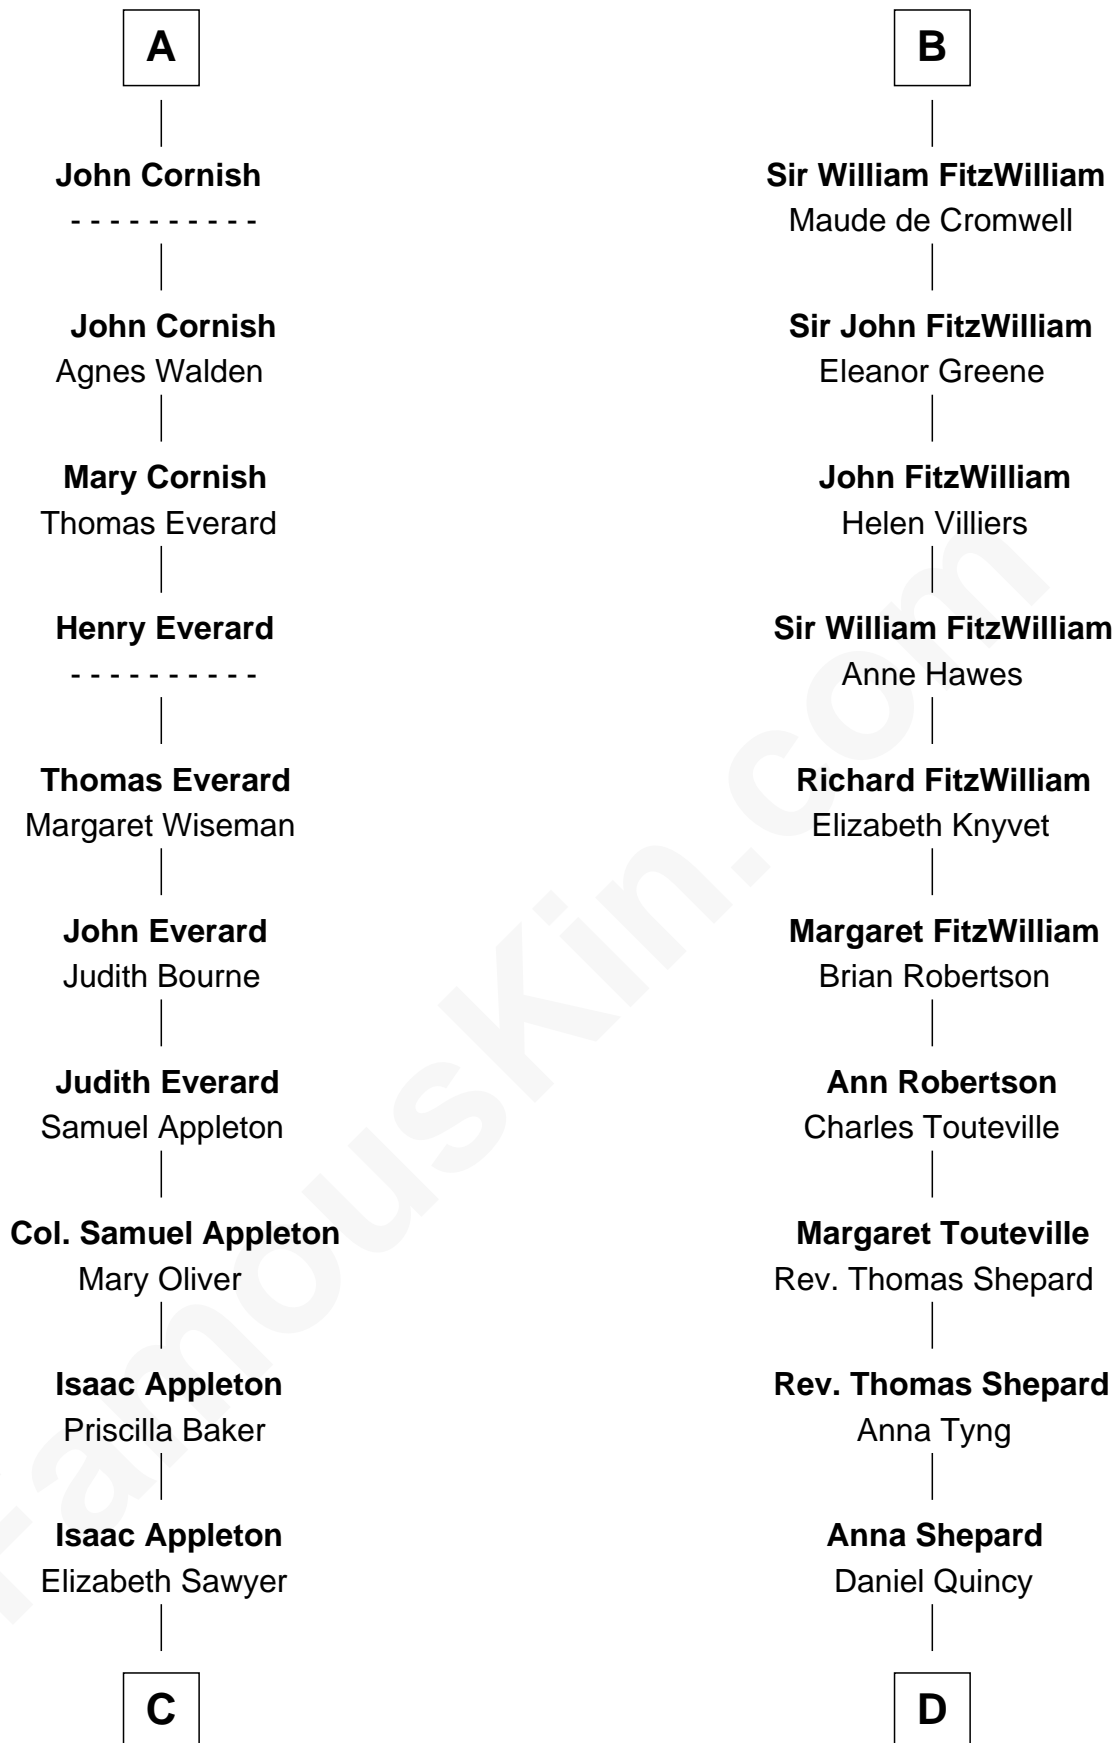 A
John Cornish
- - - - - - - - - -
John Cornish
Agnes Walden
Mary Cornish
Thomas Everard
Henry Everard
- - - - - - - - - -
Thomas Everard
Margaret Wiseman
John Everard
Judith Bourne
Judith Everard
Samuel Appleton
Col. Samuel Appleton
Mary Oliver
Isaac Appleton
Priscilla Baker
Isaac Appleton
Elizabeth Sawyer
C
B
Sir William FitzWilliam
Maude de Cromwell
Sir John FitzWilliam
Eleanor Greene
John FitzWilliam
Helen Villiers
Sir William FitzWilliam
Anne Hawes
Richard FitzWilliam
Elizabeth Knyvet
Margaret FitzWilliam
Brian Robertson
Ann Robertson
Charles Touteville
Margaret Touteville
Rev. Thomas Shepard
Rev. Thomas Shepard
Anna Tyng
Anna Shepard
Daniel Quincy
D
FamousKin.com